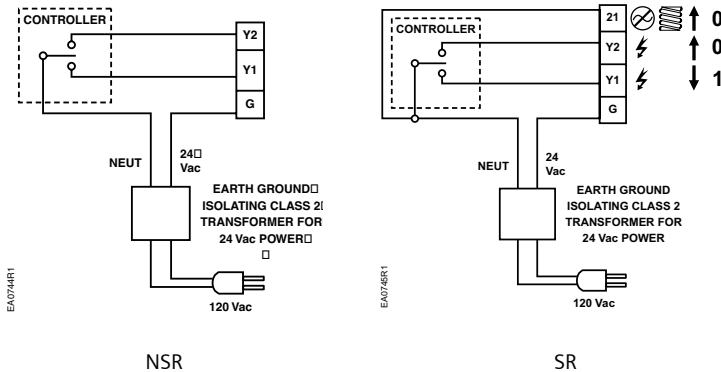 CONTROLLER
Y2
Y1
G
NEUT
24□
Vac
EARTH GROUND□
ISOLATING CLASS 2□
TRANSFORMER FOR
24 Vac POWER□
□
120 Vac
EA0744R1
NSR
CONTROLLER
21
0
Y2
0
Y1
1
G
NEUT
24
Vac
EARTH GROUND
ISOLATING CLASS 2
TRANSFORMER FOR
24 Vac POWER
120 Vac
EA0745R1
SR